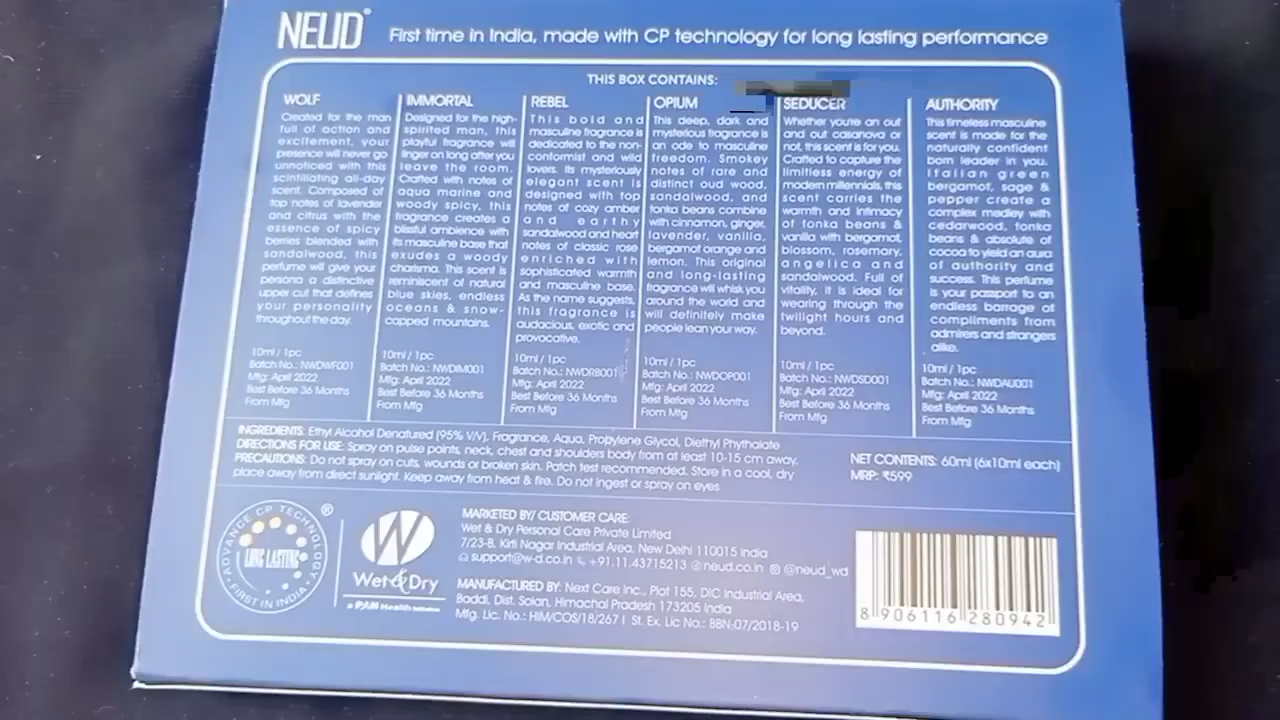 NEUD®
First time in India, made with CP technology for long lasting performance
THIS BOX CONTAINS:
WOLF
Created for the man
full of action and
excitement, your
presence will never go
unnoticed with this
scintillating all-day
scent. Composed of
top notes of lavender
and citrus with the
essence of spicy
berries blended with
sandalwood, this
perfume will give your
persona a distinctive
upper cut that defines
your personality
throughout the day.
10ml / 1pc
Batch No.: NWDWF001
Mfg: April 2022
Best Before 36 Months
From Mfg
IMMORTAL
Designed for the high-
spirited man, this
playful fragrance will
linger on long after you
leave the room.
Crafted with notes of
aqua marine and
woody spicy, this
fragrance creates a
blissful ambience with
its masculine base that
exudes a woody
charisma. This scent is
reminiscent of natural
blue skies, endless
oceans & snow-
capped mountains.
10ml / 1pc
Batch No.: NWDIM001
Mfg: April 2022
Best Before 36 Months
From Mfg
REBEL
This bold and
masculine fragrance is
dedicated to the non-
conformist and wild
lovers. Its mysteriously
elegant scent is
designed with top
notes of cozy amber
and earthy
sandalwood and heart
notes of classic rose
enriched with
sophisticated warmth
and masculine base.
As the name suggests,
this fragrance is
audacious, exotic and
provocative.
10ml / 1pc
Batch No.: NWDRB001
Mfg: April 2022
Best Before 36 Months
From Mfg
OPIUM
This deep, dark and
mysterious fragrance is
an ode to masculine
freedom. Smokey
notes of rare and
distinct oud wood,
sandalwood, and
tonka beans combine
with cinnamon, ginger,
lavender, vanilla,
bergamot orange and
lemon. This original
and long-lasting
fragrance will whisk you
around the world and
will definitely make
people lean your way.
10ml / 1pc
Batch No.: NWDOP001
Mfg: April 2022
Best Before 36 Months
From Mfg
SEDUCER
Whether you're an out
and out casanova or
not, this scent is for you.
Crafted to capture the
limitless energy of
modern millennials, this
scent carries the
warmth and intimacy
of tonka beans &
vanilla with bergamot,
blossom, rosemary,
angelica and
sandalwood. Full of
vitality, it is ideal for
wearing through the
twilight hours and
beyond.
10ml / 1pc
Batch No.: NWDSD001
Mfg: April 2022
Best Before 36 Months
From Mfg
AUTHORITY
This timeless masculine
scent is made for the
naturally confident
born leader in you.
Italian green
bergamot, sage &
pepper create a
complex medley with
cedarwood, tonka
beans & absolute of
cocoa to yield an aura
of authority and
success. This perfume
is your passport to an
endless barrage of
compliments from
admirers and strangers
alike.
10ml / 1pc
Batch No.: NWDAU001
Mfg: April 2022
Best Before 36 Months
From Mfg
INGREDIENTS: Ethyl Alcohol Denatured (95% V/V), Fragrance, Aqua, Propylene Glycol, Diethyl Phythalate
DIRECTIONS FOR USE: Spray on pulse points, neck, chest and shoulders body from at least 10-15 cm away.
PRECAUTIONS: Do not spray on cuts, wounds or broken skin. Patch test recommended. Store in a cool, dry
place away from direct sunlight. Keep away from heat & fire. Do not ingest or spray on eyes
NET CONTENTS: 60ml (6x10ml each)
MRP: ₹599
ADVANCE CP TECHNOLOGY ®
LONG LASTING
FIRST IN INDIA
W
Wet & Dry
a PAN Health initiative
MARKETED BY/ CUSTOMER CARE:
Wet & Dry Personal Care Private Limited
7/23-B, Kirti Nagar Industrial Area, New Delhi 110015 India
support@w-d.co.in +91.11.43715213 neud.co.in @neud_wd
MANUFACTURED BY: Next Care Inc., Plot 155, DIC Industrial Area,
Baddi, Dist. Solan, Himachal Pradesh 173205 India
Mfg. Lic. No.: HIM/COS/18/267 | St. Ex. Lic No.: BBN:07/2018-19
8 906116 280942